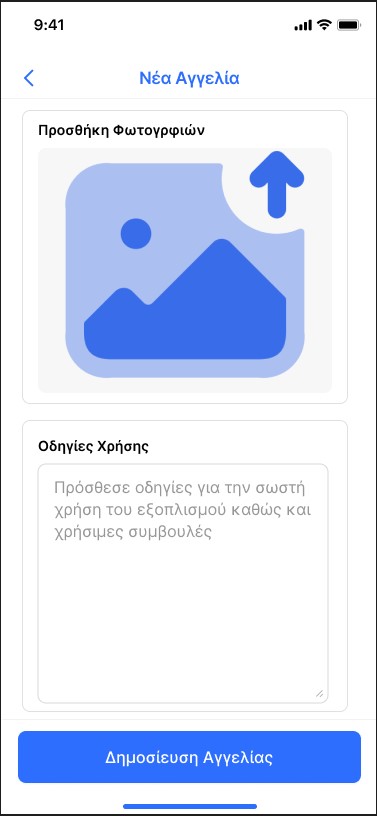 9:41
Νέα Αγγελία
Προσθήκη Φωτογρφιών
Οδηγίες Χρήσης
Πρόσθεσε οδηγίες για την σωστή
χρήση του εξοπλισμού καθώς και
χρήσιμες συμβουλές
Δημοσίευση Αγγελίας